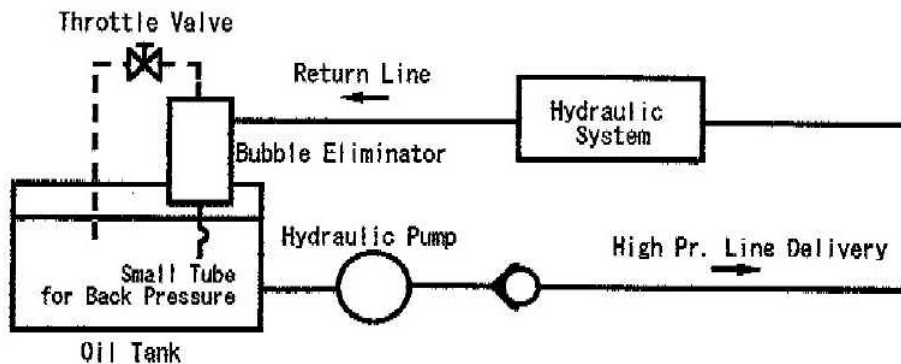 Throttle Valve
Return Line
Hydraulic
System
Bubble Eliminator
Hydraulic Pump
High Pr. Line Delivery
Small Tube
for Back Pressure
Oil Tank